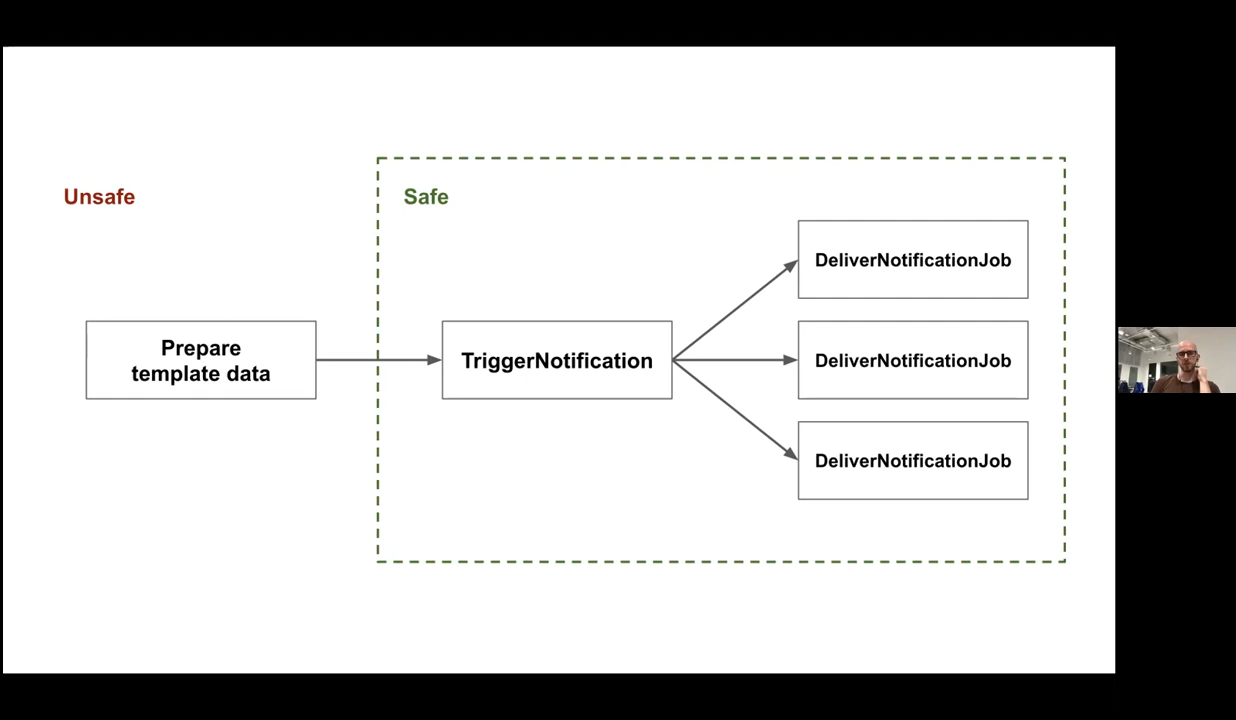 Unsafe
Safe
Prepare
template data
TriggerNotification
DeliverNotificationJob
DeliverNotificationJob
DeliverNotificationJob